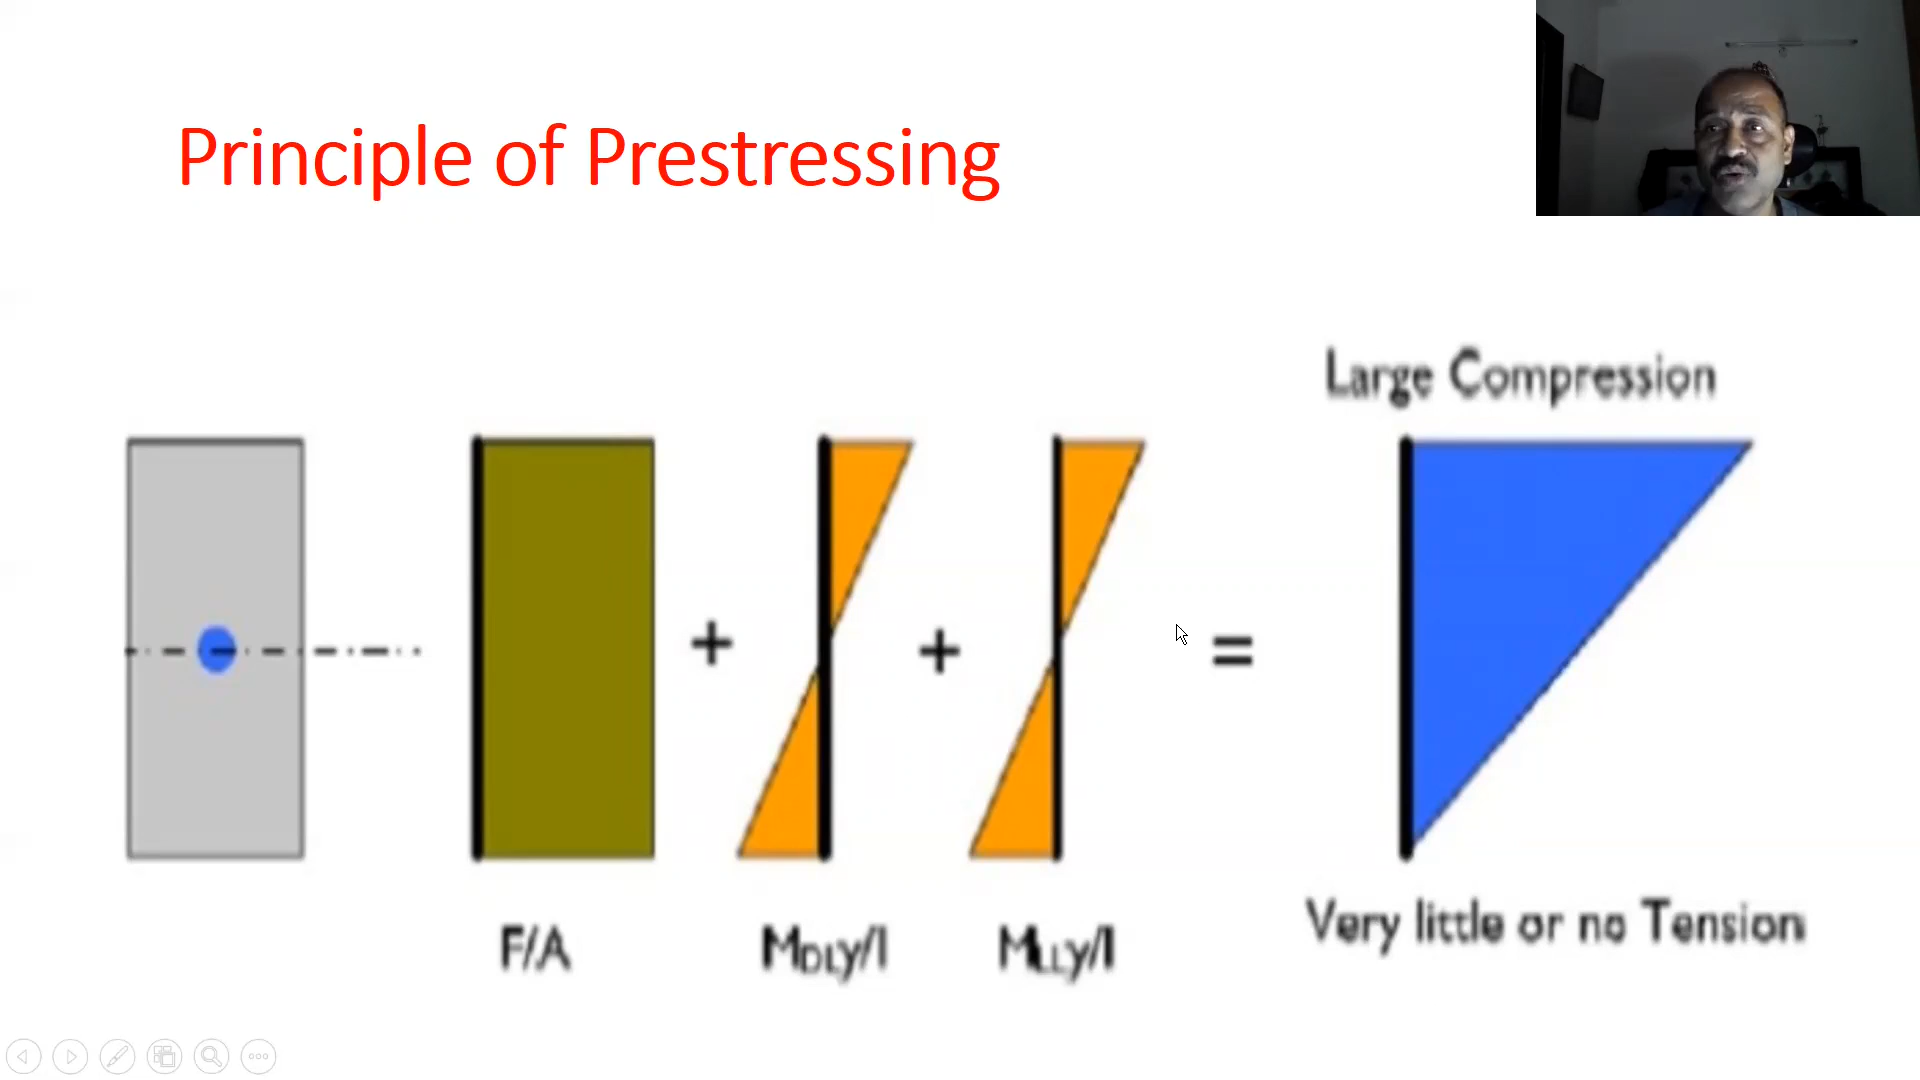 Principle of Prestressing
Large Compression
+
+
=
F/A
MDLy/I
MLLy/I
Very little or no Tension